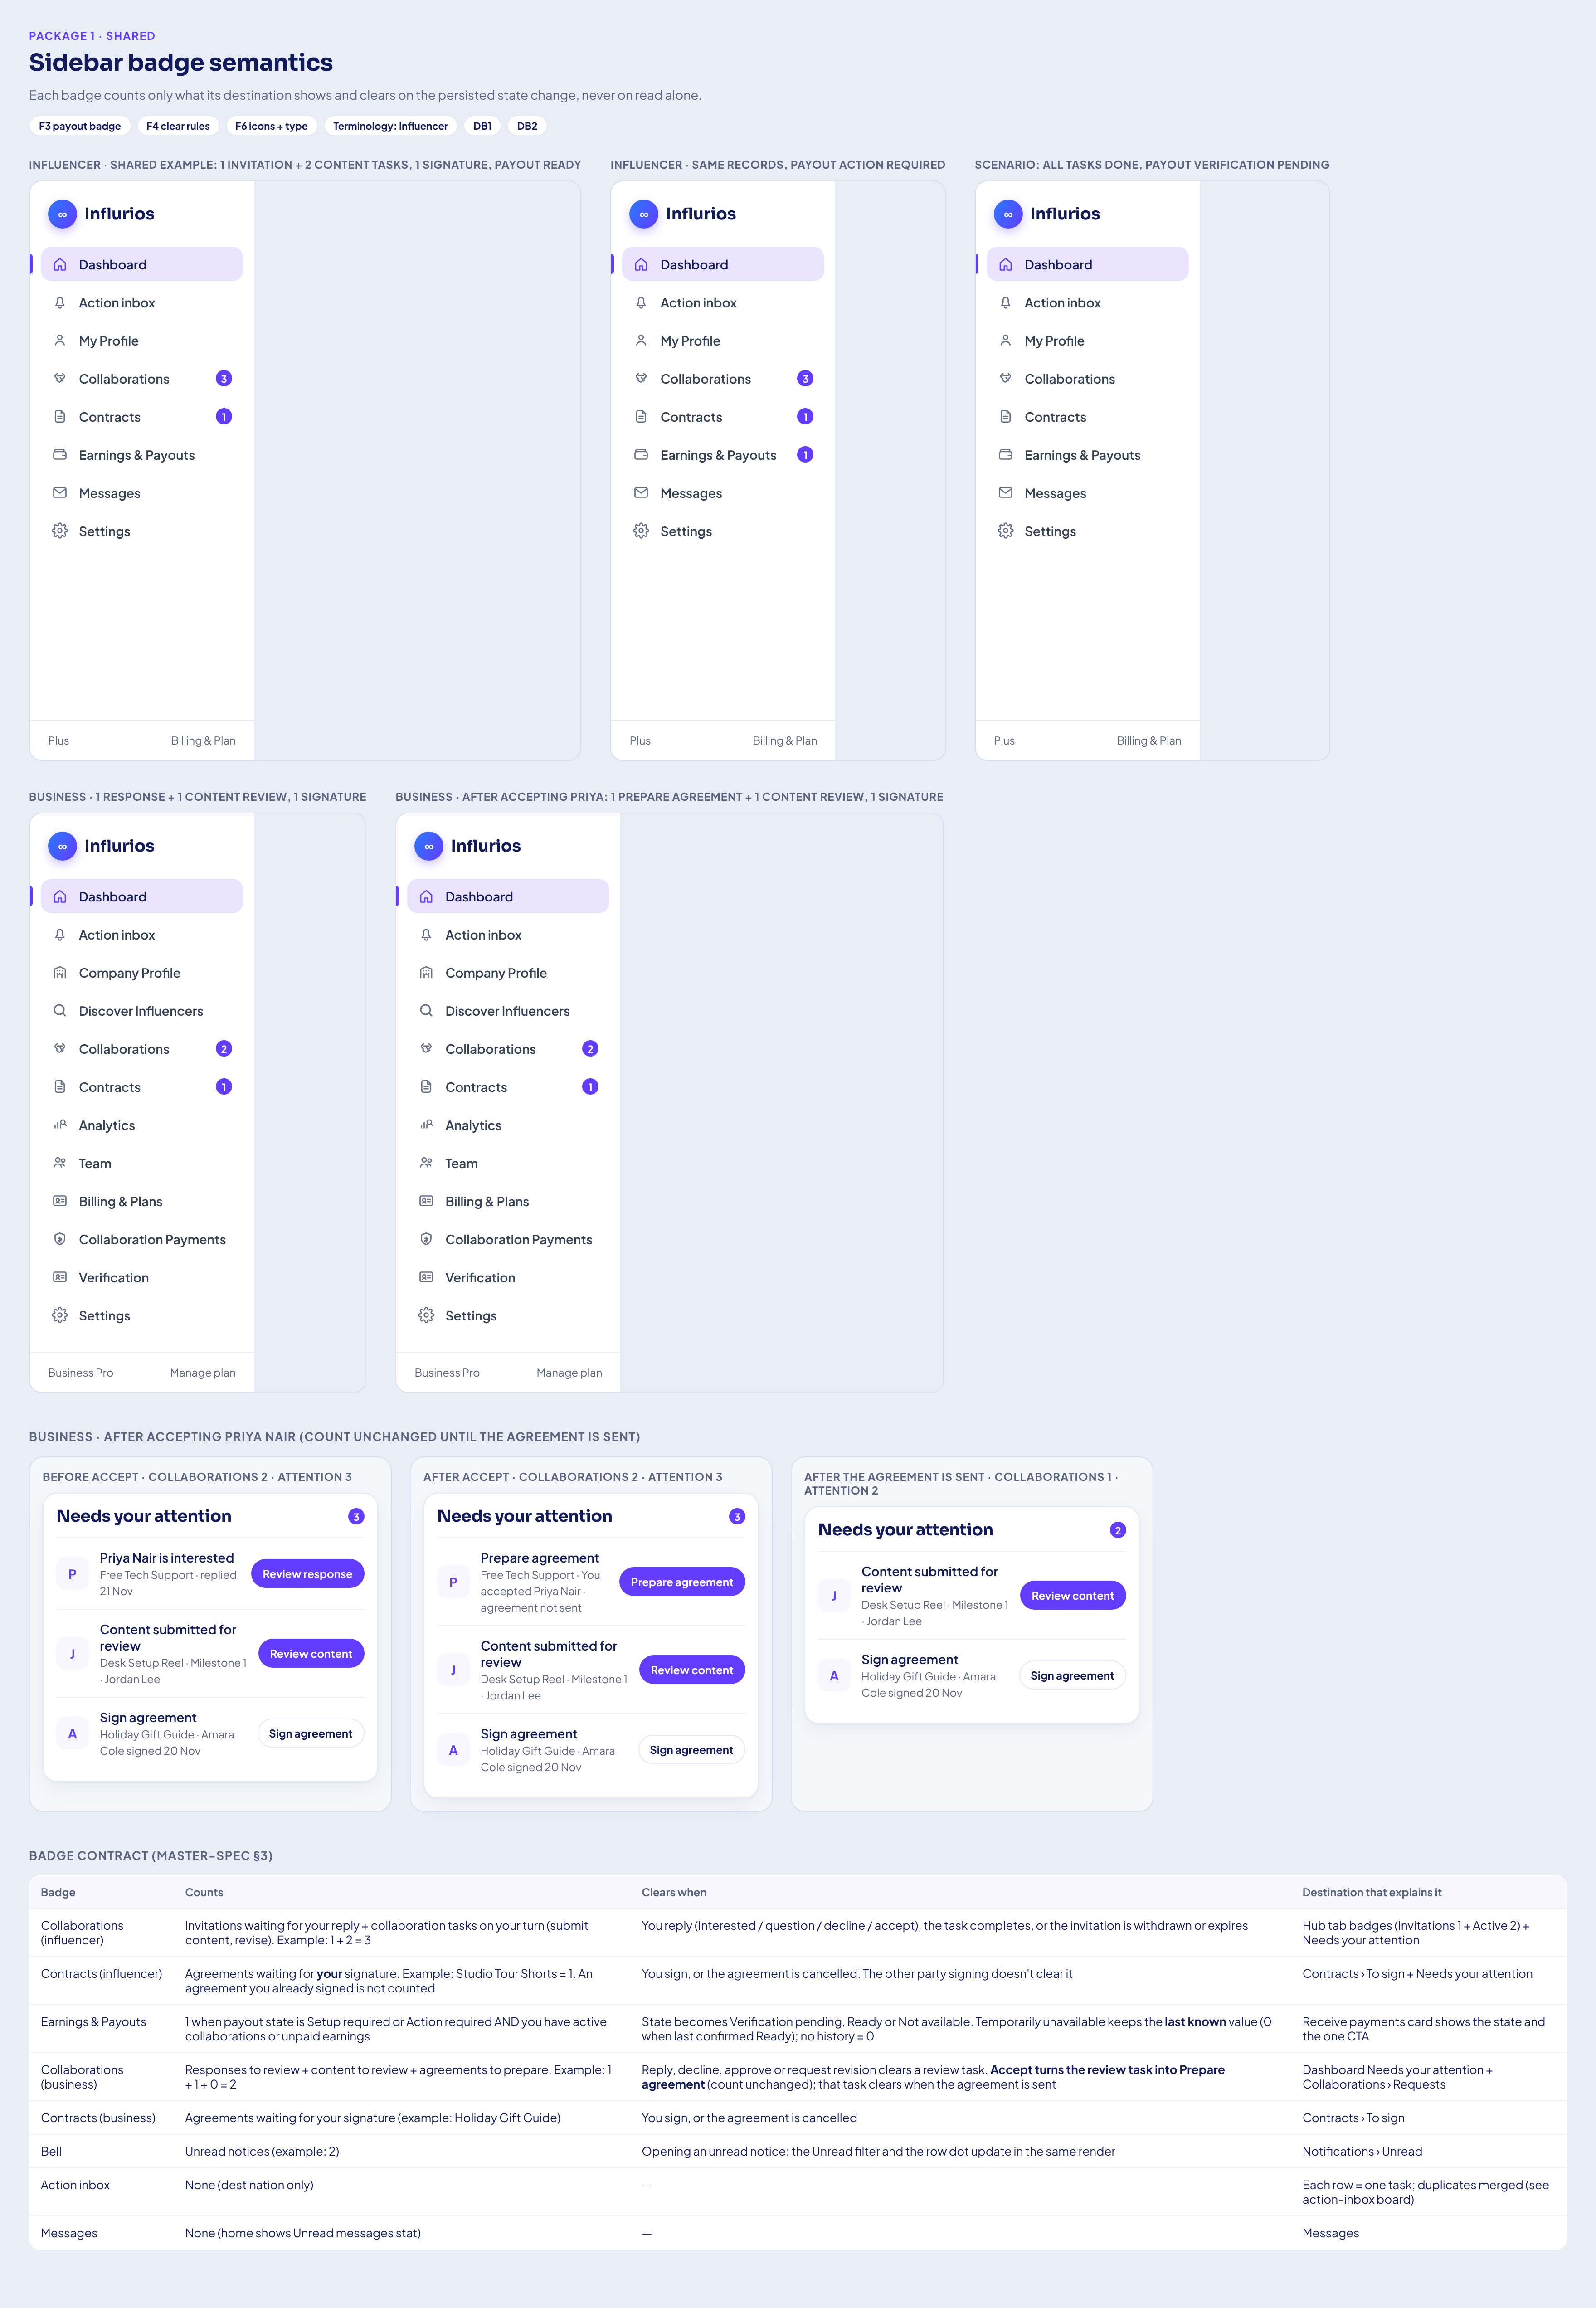 PACKAGE 1 · SHARED
Sidebar badge semantics
Each badge counts only what its destination shows and clears on the persisted state change, never on read alone.
F3 payout badge
F4 clear rules
F6 icons + type
Terminology: Influencer
DB1
DB2
INFLUENCER · SHARED EXAMPLE: 1 INVITATION + 2 CONTENT TASKS, 1 SIGNATURE, PAYOUT READY
∞ Influrios
Dashboard
Action inbox
My Profile
Collaborations 3
Contracts 1
Earnings & Payouts
Messages
Settings
Plus Billing & Plan
INFLUENCER · SAME RECORDS, PAYOUT ACTION REQUIRED
∞ Influrios
Dashboard
Action inbox
My Profile
Collaborations 3
Contracts 1
Earnings & Payouts 1
Messages
Settings
Plus Billing & Plan
SCENARIO: ALL TASKS DONE, PAYOUT VERIFICATION PENDING
∞ Influrios
Dashboard
Action inbox
My Profile
Collaborations
Contracts
Earnings & Payouts
Messages
Settings
Plus Billing & Plan
BUSINESS · 1 RESPONSE + 1 CONTENT REVIEW, 1 SIGNATURE
∞ Influrios
Dashboard
Action inbox
Company Profile
Discover Influencers
Collaborations 2
Contracts 1
Analytics
Team
Billing & Plans
Collaboration Payments
Verification
Settings
Business Pro Manage plan
BUSINESS · AFTER ACCEPTING PRIYA: 1 PREPARE AGREEMENT + 1 CONTENT REVIEW, 1 SIGNATURE
∞ Influrios
Dashboard
Action inbox
Company Profile
Discover Influencers
Collaborations 2
Contracts 1
Analytics
Team
Billing & Plans
Collaboration Payments
Verification
Settings
Business Pro Manage plan
BUSINESS · AFTER ACCEPTING PRIYA NAIR (COUNT UNCHANGED UNTIL THE AGREEMENT IS SENT)
BEFORE ACCEPT · COLLABORATIONS 2 · ATTENTION 3
Needs your attention 3
P
Priya Nair is interested
Free Tech Support · replied
21 Nov
Review response
J
Content submitted for
review
Desk Setup Reel · Milestone 1
· Jordan Lee
Review content
A
Sign agreement
Holiday Gift Guide · Amara
Cole signed 20 Nov
Sign agreement
AFTER ACCEPT · COLLABORATIONS 2 · ATTENTION 3
Needs your attention 3
P
Prepare agreement
Free Tech Support · You
accepted Priya Nair ·
agreement not sent
Prepare agreement
J
Content submitted for
review
Desk Setup Reel · Milestone 1
· Jordan Lee
Review content
A
Sign agreement
Holiday Gift Guide · Amara
Cole signed 20 Nov
Sign agreement
AFTER THE AGREEMENT IS SENT · COLLABORATIONS 1 ·
ATTENTION 2
Needs your attention 2
J
Content submitted for
review
Desk Setup Reel · Milestone 1
· Jordan Lee
Review content
A
Sign agreement
Holiday Gift Guide · Amara
Cole signed 20 Nov
Sign agreement
BADGE CONTRACT (MASTER-SPEC §3)
Badge Counts Clears when Destination that explains it
Collaborations
(influencer)
Invitations waiting for your reply + collaboration tasks on your turn (submit
content, revise). Example: 1 + 2 = 3
You reply (Interested / question / decline / accept), the task completes, or the invitation is withdrawn or expires
Hub tab badges (Invitations 1 + Active 2) +
Needs your attention
Contracts (influencer)
Agreements waiting for your signature. Example: Studio Tour Shorts = 1. An
agreement you already signed is not counted
You sign, or the agreement is cancelled. The other party signing doesn't clear it
Contracts › To sign + Needs your attention
Earnings & Payouts
1 when payout state is Setup required or Action required AND you have active
collaborations or unpaid earnings
State becomes Verification pending, Ready or Not available. Temporarily unavailable keeps the last known value (0
when last confirmed Ready); no history = 0
Receive payments card shows the state and
the one CTA
Collaborations
(business)
Responses to review + content to review + agreements to prepare. Example: 1
+ 1 + 0 = 2
Reply, decline, approve or request revision clears a review task. Accept turns the review task into Prepare
agreement (count unchanged); that task clears when the agreement is sent
Dashboard Needs your attention +
Collaborations › Requests
Contracts (business)
Agreements waiting for your signature (example: Holiday Gift Guide)
You sign, or the agreement is cancelled
Contracts › To sign
Bell
Unread notices (example: 2)
Opening an unread notice; the Unread filter and the row dot update in the same render
Notifications › Unread
Action inbox
None (destination only)
—
Each row = one task; duplicates merged (see
action-inbox board)
Messages
None (home shows Unread messages stat)
—
Messages